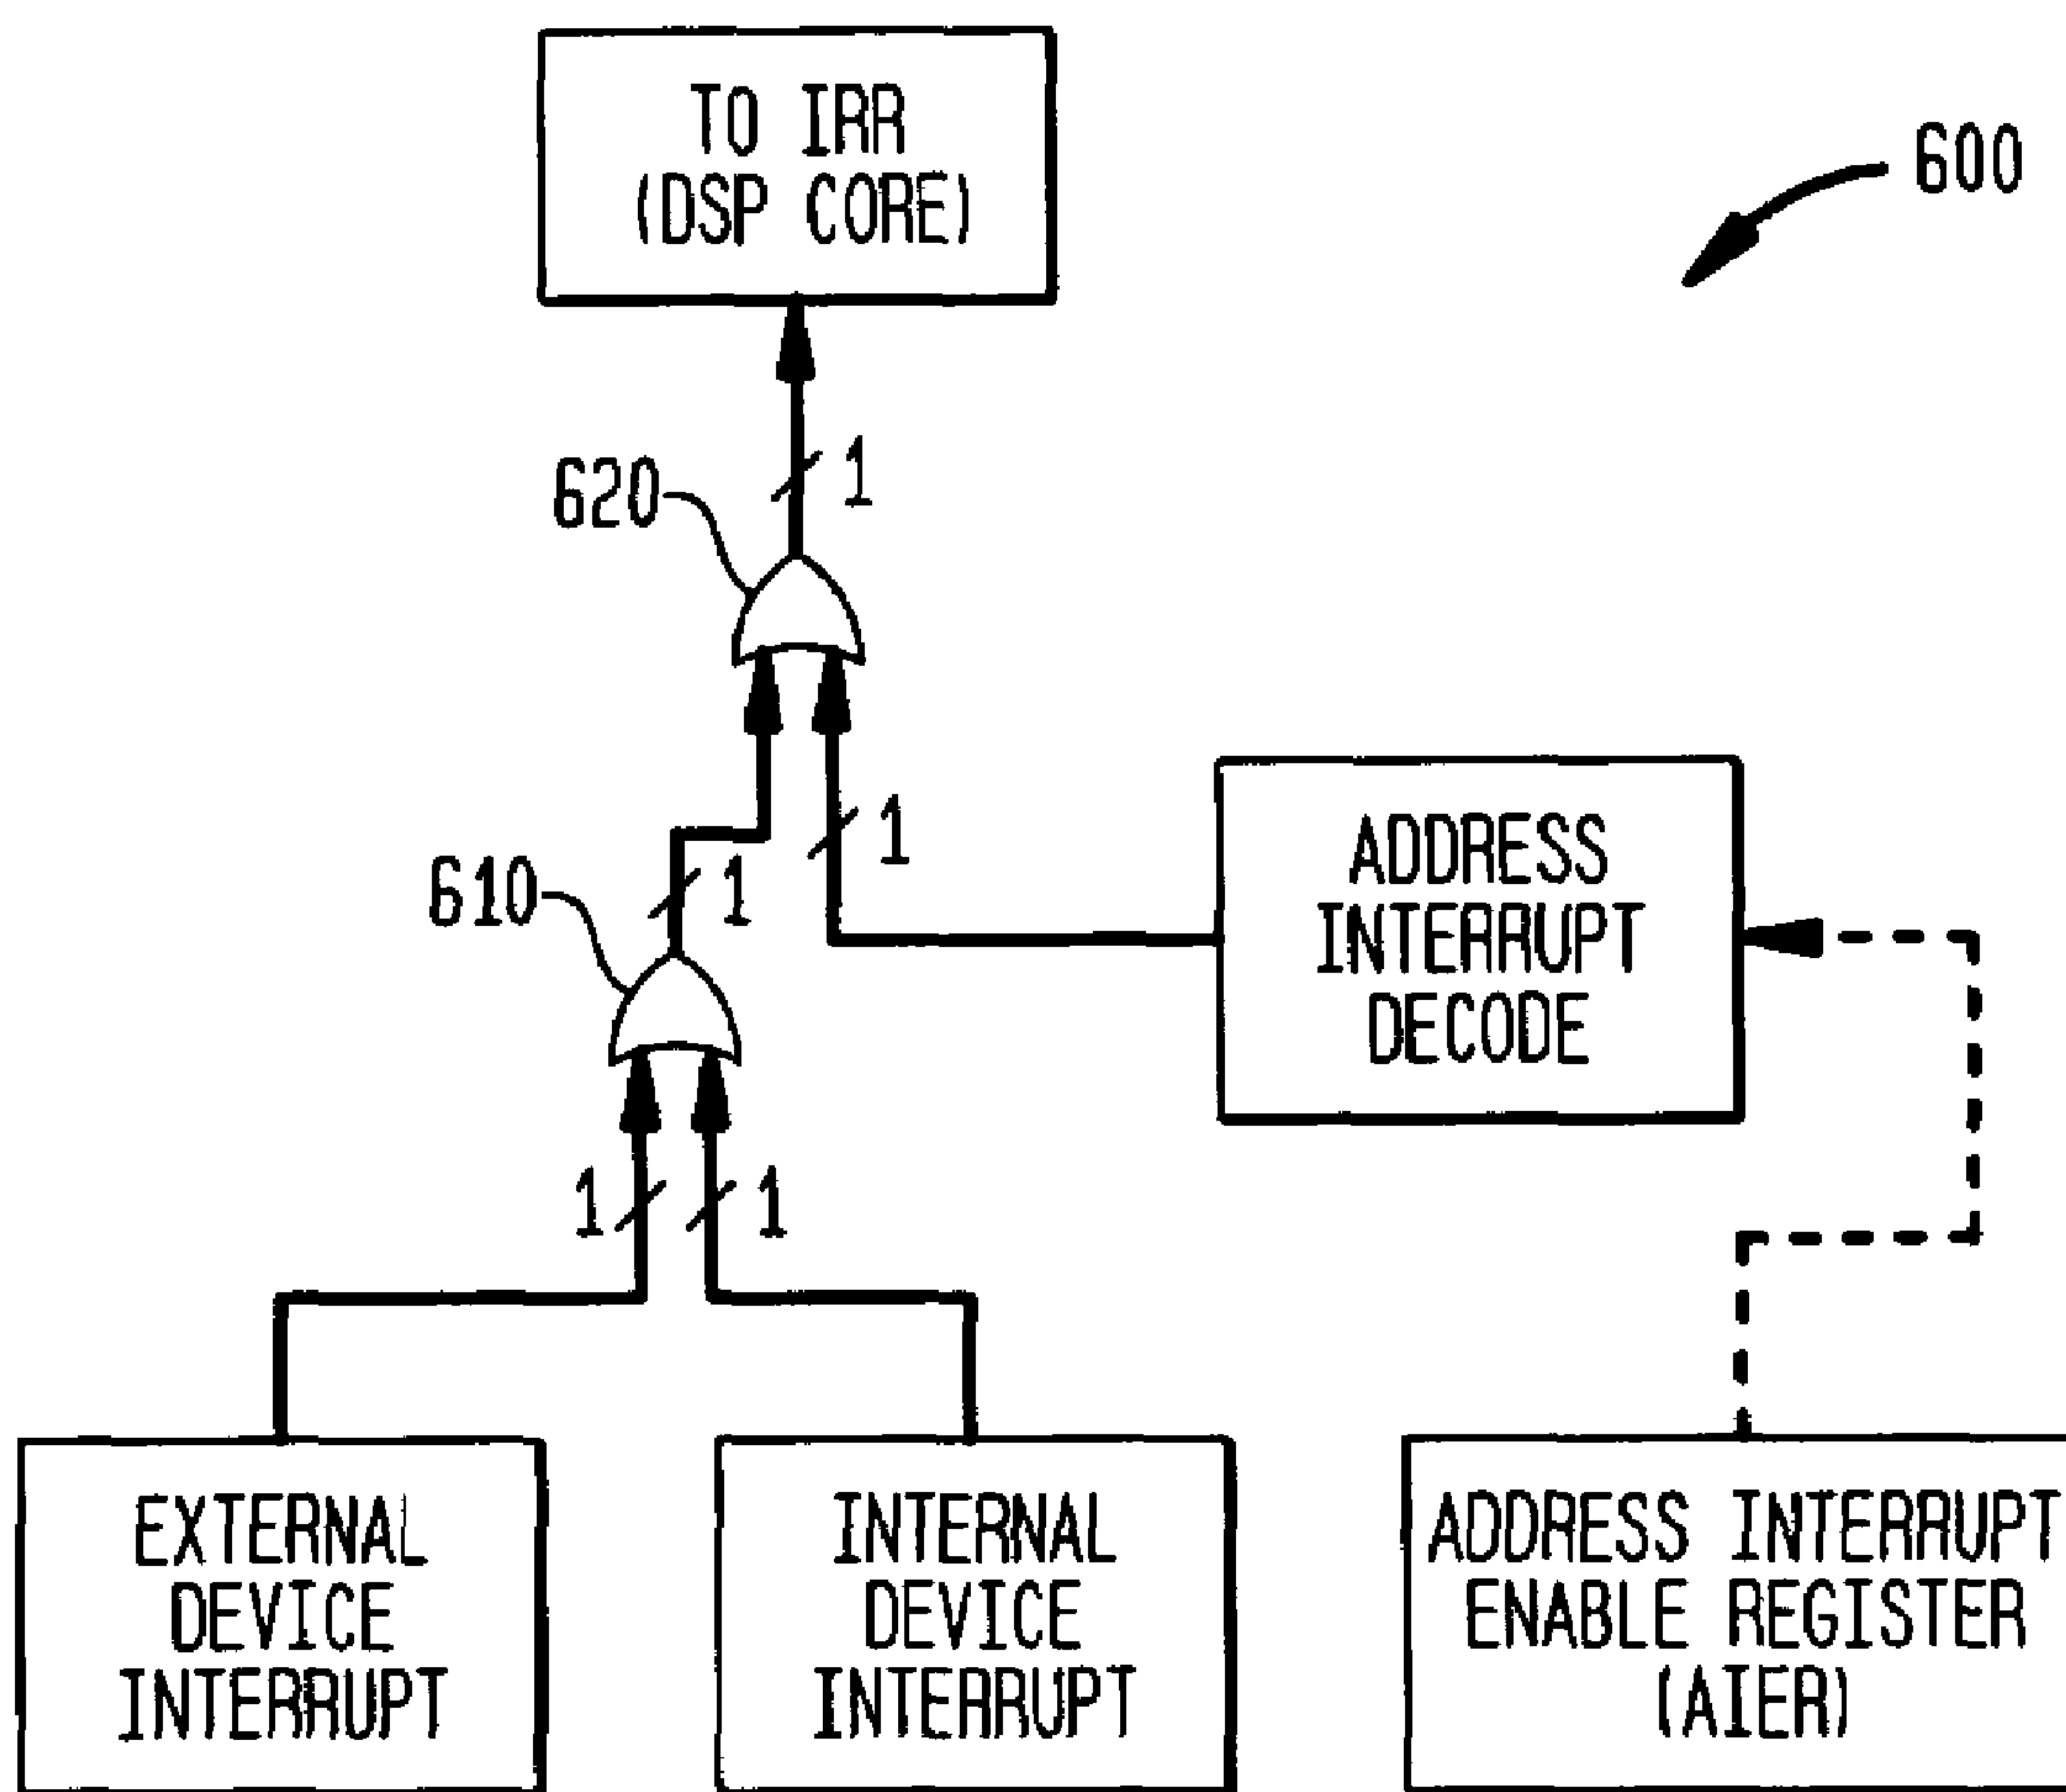 TO IRR
(DSP CORE)
600
620
1
1
610
1
ADDRESS
INTERRUPT
DECODE
1
1
EXTERNAL
DEVICE
INTERRUPT
INTERNAL
DEVICE
INTERRUPT
ADDRESS INTERRUPT
ENABLE REGISTER
(AIER)